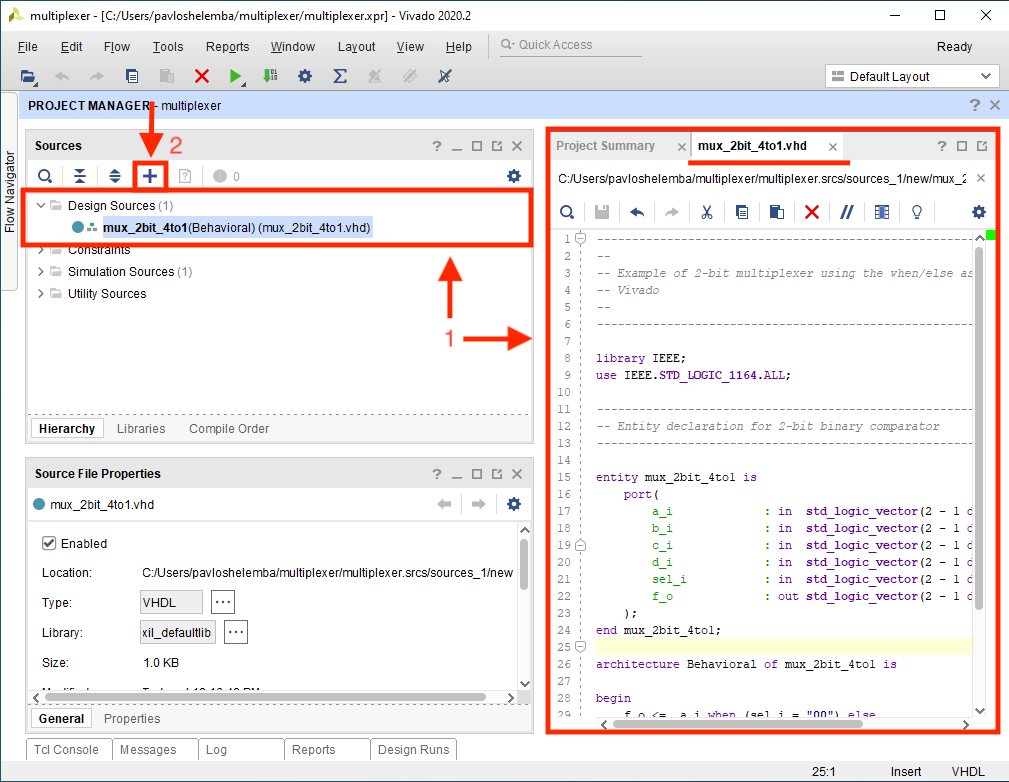 multiplexer - [C:/Users/pavloshelemba/multiplexer/multiplexer.xpr] - Vivado 2020.2
File Edit Flow Tools Reports Window Layout View Help Quick Access Ready
Default Layout
PROJECT MANAGER - multiplexer
Flow Navigator
Sources
2
0
Design Sources (1)
mux_2bit_4to1(Behavioral) (mux_2bit_4to1.vhd)
Constraints
Simulation Sources (1)
Utility Sources
1
Hierarchy Libraries Compile Order
Source File Properties
mux_2bit_4to1.vhd
Enabled
Location: C:/Users/pavloshelemba/multiplexer/multiplexer.srcs/sources_1/new
Type: VHDL
Library: xil_defaultlib
Size: 1.0 KB
General Properties
Tcl Console Messages Log Reports Design Runs
Project Summary mux_2bit_4to1.vhd
C:/Users/pavloshelemba/multiplexer/multiplexer.srcs/sources_1/new/mux_2
1 ------------------------------------------------
2 --
3 -- Example of 2-bit multiplexer using the when/else as
4 -- Vivado
5 --
6 ------------------------------------------------
7
8 library IEEE;
9 use IEEE.STD_LOGIC_1164.ALL;
10
11 ------------------------------------------------
12 -- Entity declaration for 2-bit binary comparator
13 ------------------------------------------------
14
15 entity mux_2bit_4to1 is
16 port(
17 a_i : in std_logic_vector(2 - 1 d
18 b_i : in std_logic_vector(2 - 1 d
19 c_i : in std_logic_vector(2 - 1 d
20 d_i : in std_logic_vector(2 - 1 d
21 sel_i : in std_logic_vector(2 - 1 d
22 f_o : out std_logic_vector(2 - 1 d
23 );
24 end mux_2bit_4to1;
25
26 architecture Behavioral of mux_2bit_4to1 is
27
28 begin
29 f_o <= a_i when (sel_i = "00") else
25:1 Insert VHDL